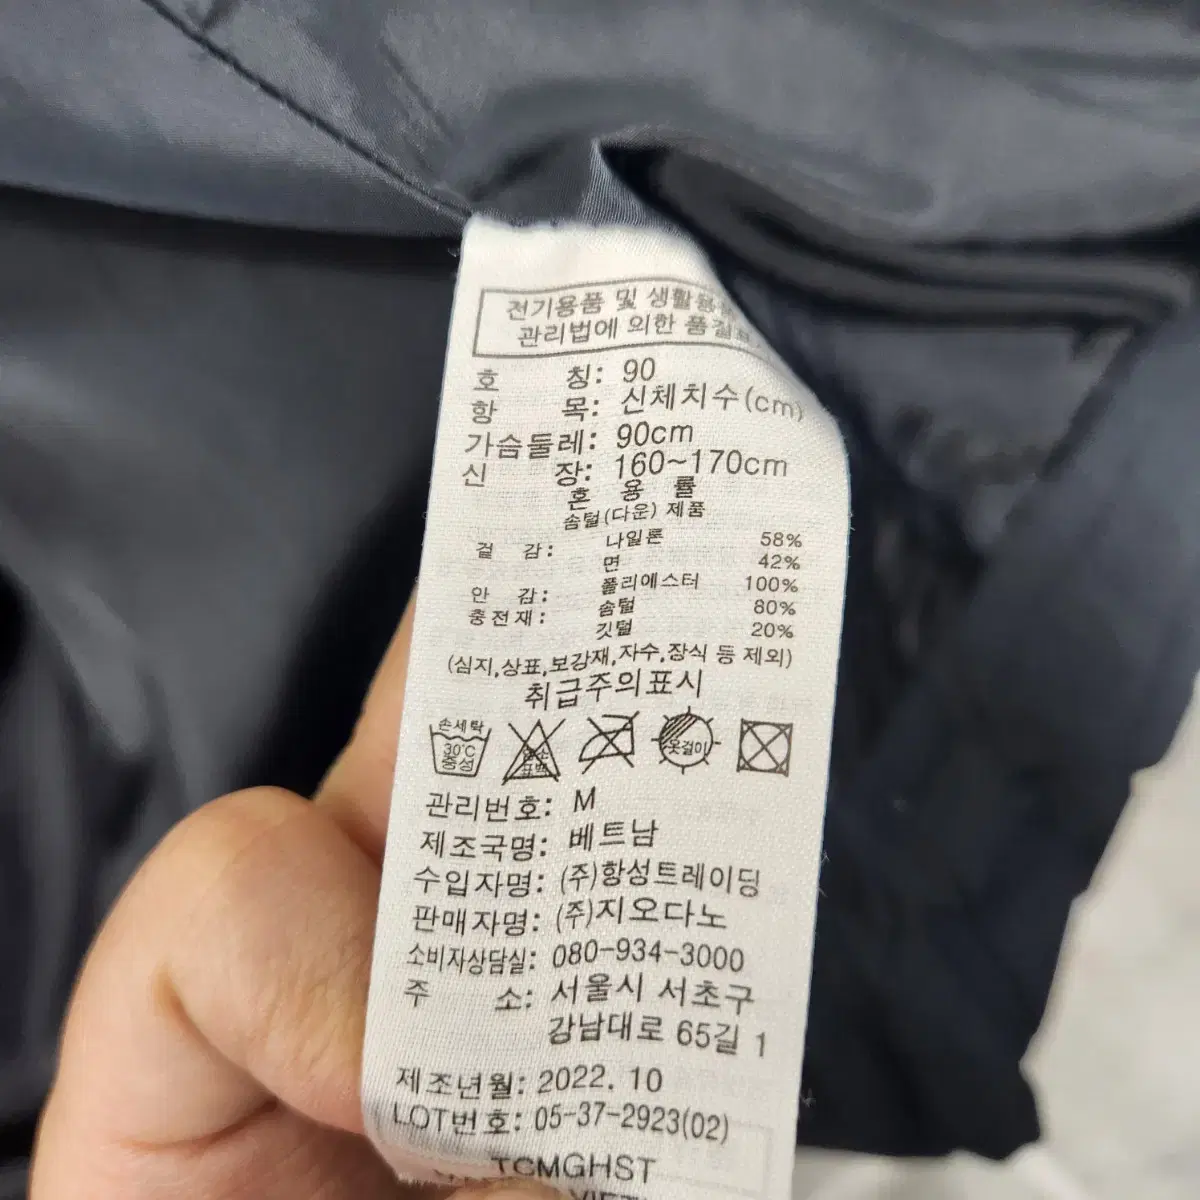 전기용품 및 생활용
관리법에 의한 품질표
호 칭: 90
항 목: 신체치수(cm)
가슴둘레: 90cm
신 장: 160~170cm
혼 용 률
솜털(다운) 제품
겉 감: 나일론 58%
면 42%
안 감: 폴리에스터 100%
충전재: 솜털 80%
깃털 20%
(심지,상표,보강재,자수,장식 등 제외)
취급주의표시
손세탁
30℃
중성
염소
표백
옷걸이
관리번호: M
제조국명: 베트남
수입자명: (주)항성트레이딩
판매자명: (주)지오다노
소비자상담실: 080-934-3000
주 소: 서울시 서초구
강남대로 65길 1
제조년월: 2022. 10
LOT번호: 05-37-2923(02)
TCMGHST